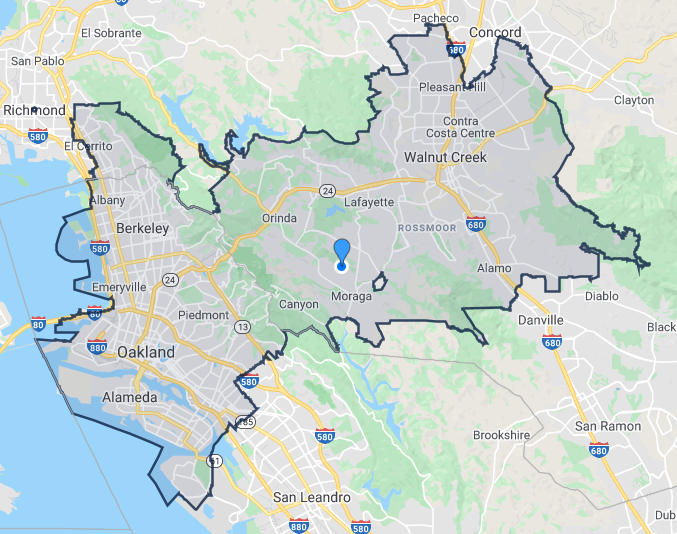 Pacheco
El Sobrante
680
Concord
San Pablo
Pleasant Hill
Clayton
Richmond
580
Contra
Costa Centre
El Cerrito
Walnut Creek
24
Albany
Lafayette
Orinda
Berkeley
ROSSMOOR
680
580
Alamo
24
Emeryville
Diablo
Moraga
Canyon
80
80
Piedmont
13
Danville
Black
880
Oakland
680
580
Alameda
185
San Ramon
580
Brookshire
680
61
San Leandro
Dub
880
580